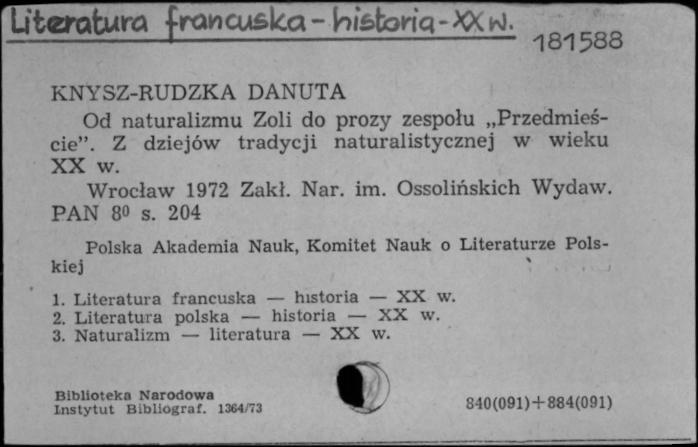 Literatura francuska - historia - XX w.
181588
KNYSZ-RUDZKA DANUTA
Od naturalizmu Zoli do prozy zespołu „Przedmieś-
cie”. Z dziejów tradycji naturalistycznej w wieku
XX w.
Wrocław 1972 Zakł. Nar. im. Ossolińskich Wydaw.
PAN 8⁰ s. 204
Polska Akademia Nauk, Komitet Nauk o Literaturze Pols-
kiej
1. Literatura francuska — historia — XX w.
2. Literatura polska — historia — XX w.
3. Naturalizm — literatura — XX w.
Biblioteka Narodowa
Instytut Bibliograf. 1364/73
840(091)+884(091)